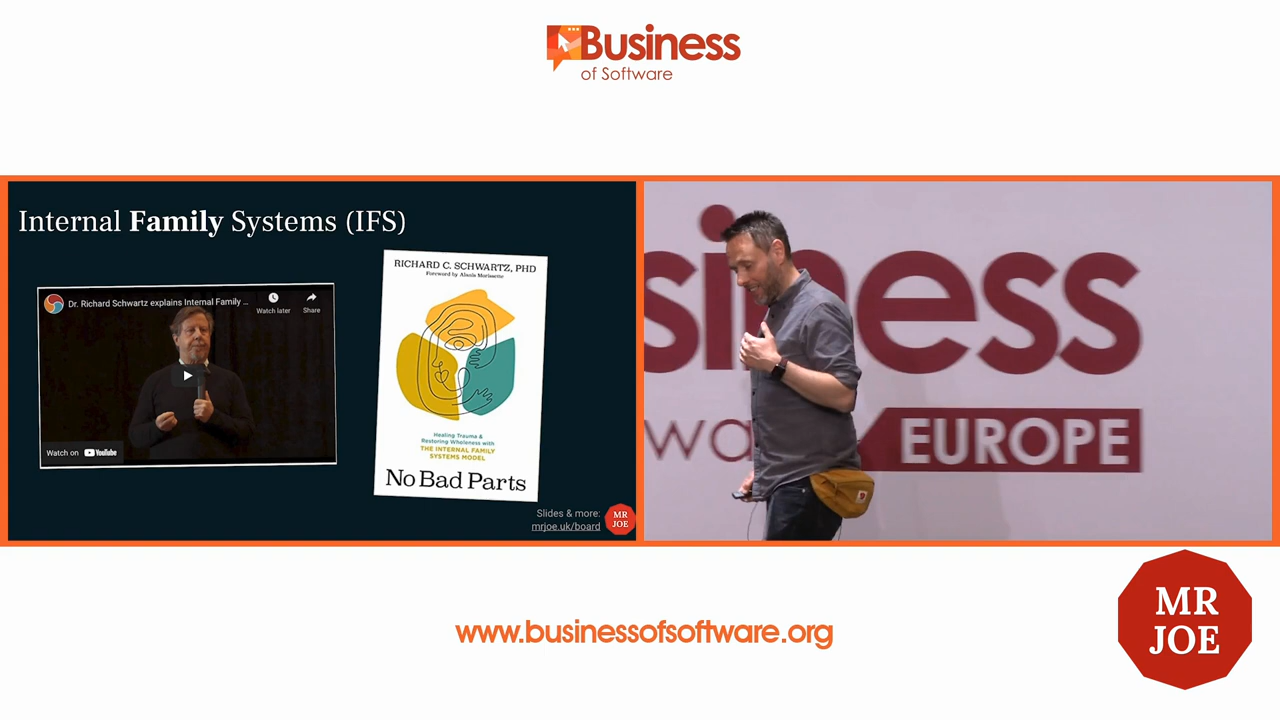 Business
of Software
Internal Family Systems (IFS)
Dr. Richard Schwartz explains Internal Family ...
Watch later
Share
Watch on YouTube
RICHARD C. SCHWARTZ, PHD
Foreword by Alanis Morissette
Healing Trauma &
Restoring Wholeness with
THE INTERNAL FAMILY
SYSTEMS MODEL
No Bad Parts
Slides & more:
mrjoe.uk/board
MR
JOE
siness
wa
EUROPE
www.businessofsoftware.org
MR
JOE